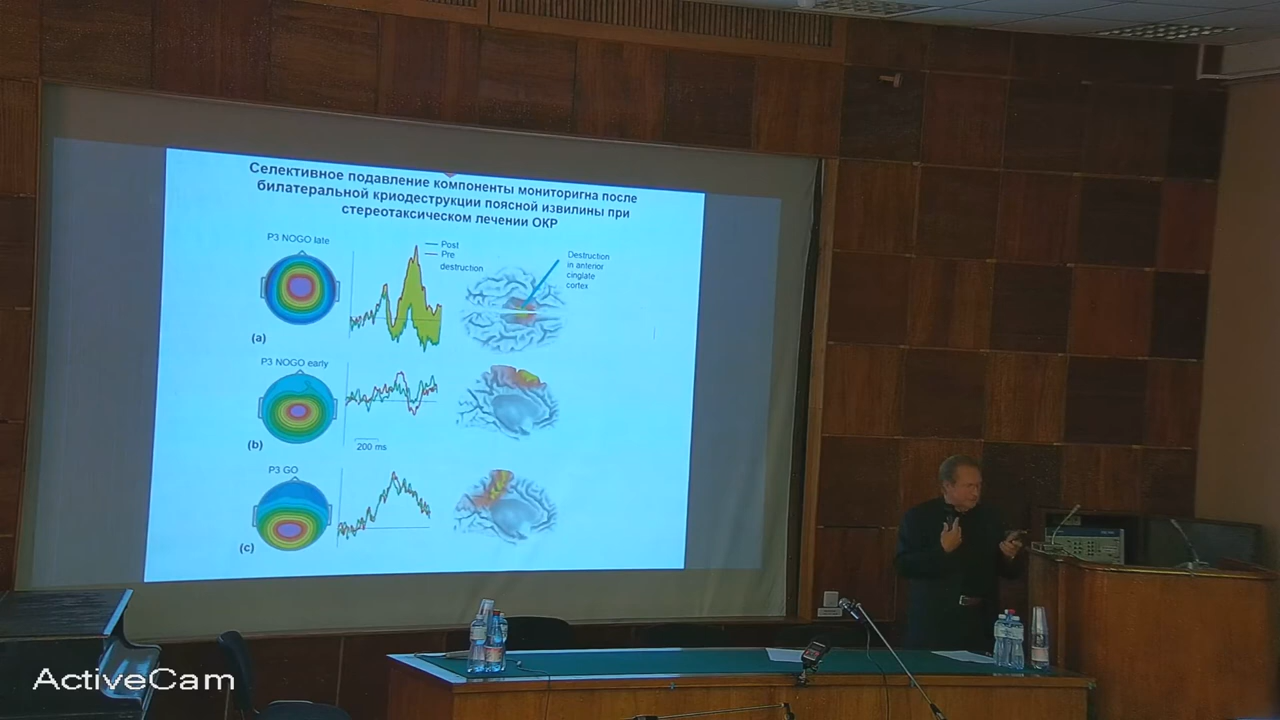 Селективное подавление компоненты мониторигна после
билатеральной криодеструкции поясной извилины при
стереотаксическом лечении ОКР
P3 NOGO late
Post
Pre
destruction
Destruction
in anterior
cinglate
cortex
(a)
P3 NOGO early
(b)
200 ms
P3 GO
(c)
ActiveCam